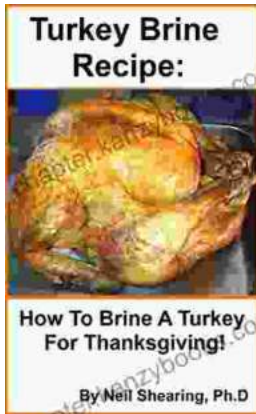 Turkey Brine
Recipe:
How To Brine A Turkey
For Thanksgiving!
By Neil Shearing, Ph.D